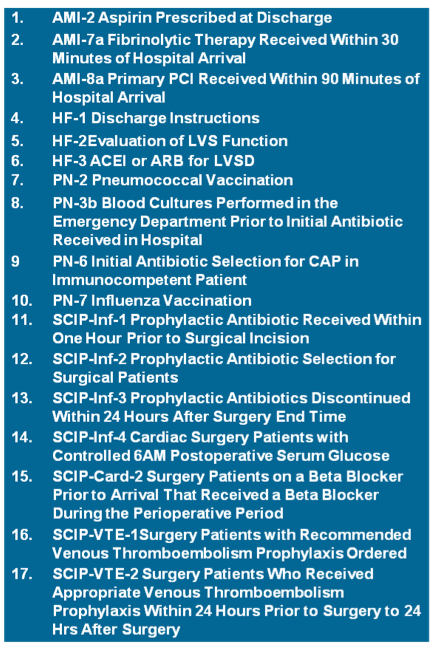 1. AMI-2 Aspirin Prescribed at Discharge
2. AMI-7a Fibrinolytic Therapy Received Within 30
Minutes of Hospital Arrival
3. AMI-8a Primary PCI Received Within 90 Minutes of
Hospital Arrival
4. HF-1 Discharge Instructions
5. HF-2Evaluation of LVS Function
6. HF-3 ACEI or ARB for LVSD
7. PN-2 Pneumococcal Vaccination
8. PN-3b Blood Cultures Performed in the
Emergency Department Prior to Initial Antibiotic
Received in Hospital
9 PN-6 Initial Antibiotic Selection for CAP in
Immunocompetent Patient
10. PN-7 Influenza Vaccination
11. SCIP-Inf-1 Prophylactic Antibiotic Received Within
One Hour Prior to Surgical Incision
12. SCIP-Inf-2 Prophylactic Antibiotic Selection for
Surgical Patients
13. SCIP-Inf-3 Prophylactic Antibiotics Discontinued
Within 24 Hours After Surgery End Time
14. SCIP-Inf-4 Cardiac Surgery Patients with
Controlled 6AM Postoperative Serum Glucose
15. SCIP-Card-2 Surgery Patients on a Beta Blocker
Prior to Arrival That Received a Beta Blocker
During the Perioperative Period
16. SCIP-VTE-1Surgery Patients with Recommended
Venous Thromboembolism Prophylaxis Ordered
17. SCIP-VTE-2 Surgery Patients Who Received
Appropriate Venous Thromboembolism
Prophylaxis Within 24 Hours Prior to Surgery to 24
Hrs After Surgery